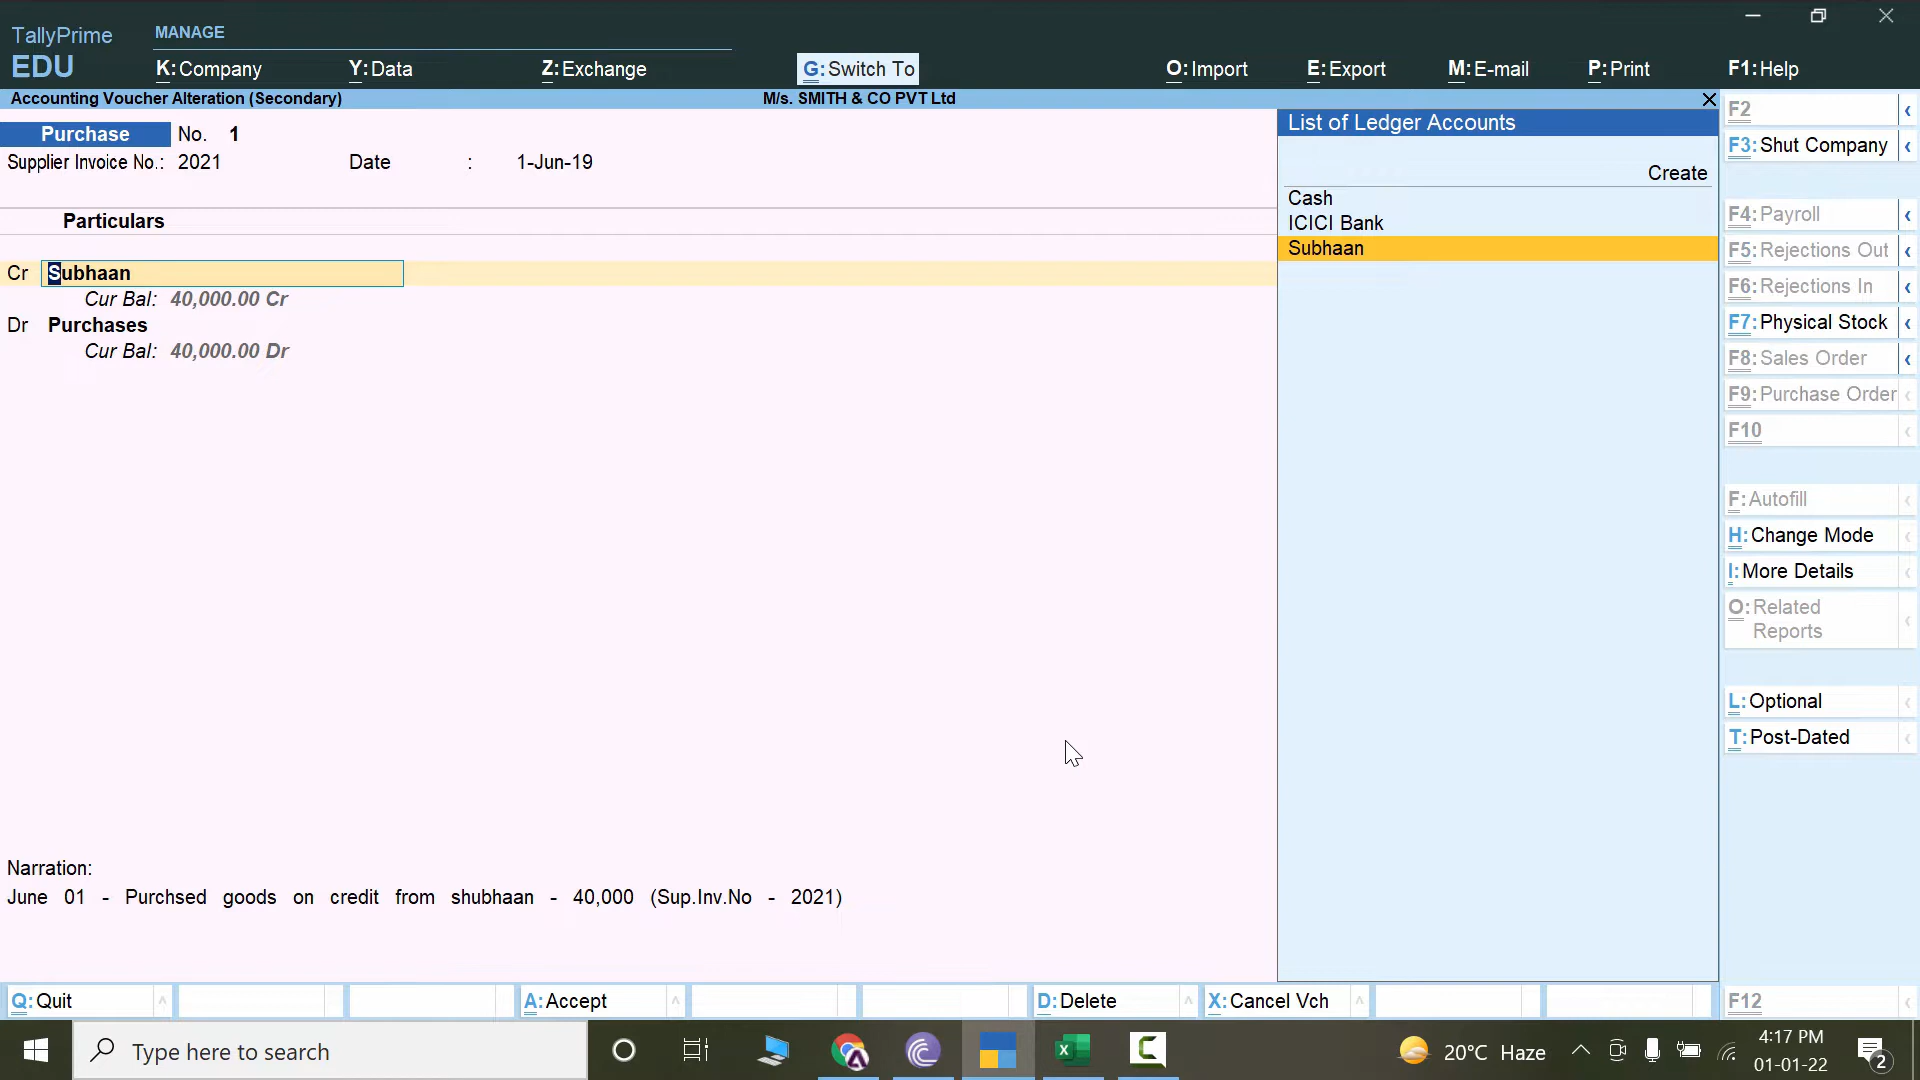 TallyPrime
EDU
MANAGE
K:Company
Y:Data
Z:Exchange
G:Switch To
O:Import
E:Export
M:E-mail
P:Print
F1:Help
Accounting Voucher Alteration (Secondary)
M/s. SMITH & CO PVT Ltd
Purchase No. 1
Supplier Invoice No.: 2021 Date : 1-Jun-19
Particulars
Cr Subhaan
Cur Bal: 40,000.00 Cr
Dr Purchases
Cur Bal: 40,000.00 Dr
Narration:
June 01 - Purchsed goods on credit from shubhaan - 40,000 (Sup.Inv.No - 2021)
List of Ledger Accounts
Create
Cash
ICICI Bank
Subhaan
F2
F3:Shut Company
F4:Payroll
F5:Rejections Out
F6:Rejections In
F7:Physical Stock
F8:Sales Order
F9:Purchase Order
F10
F:Autofill
H:Change Mode
I:More Details
O:Related
Reports
L:Optional
T:Post-Dated
Q:Quit
A:Accept
D:Delete
X:Cancel Vch
F12
Type here to search
20°C Haze
4:17 PM
01-01-22
2